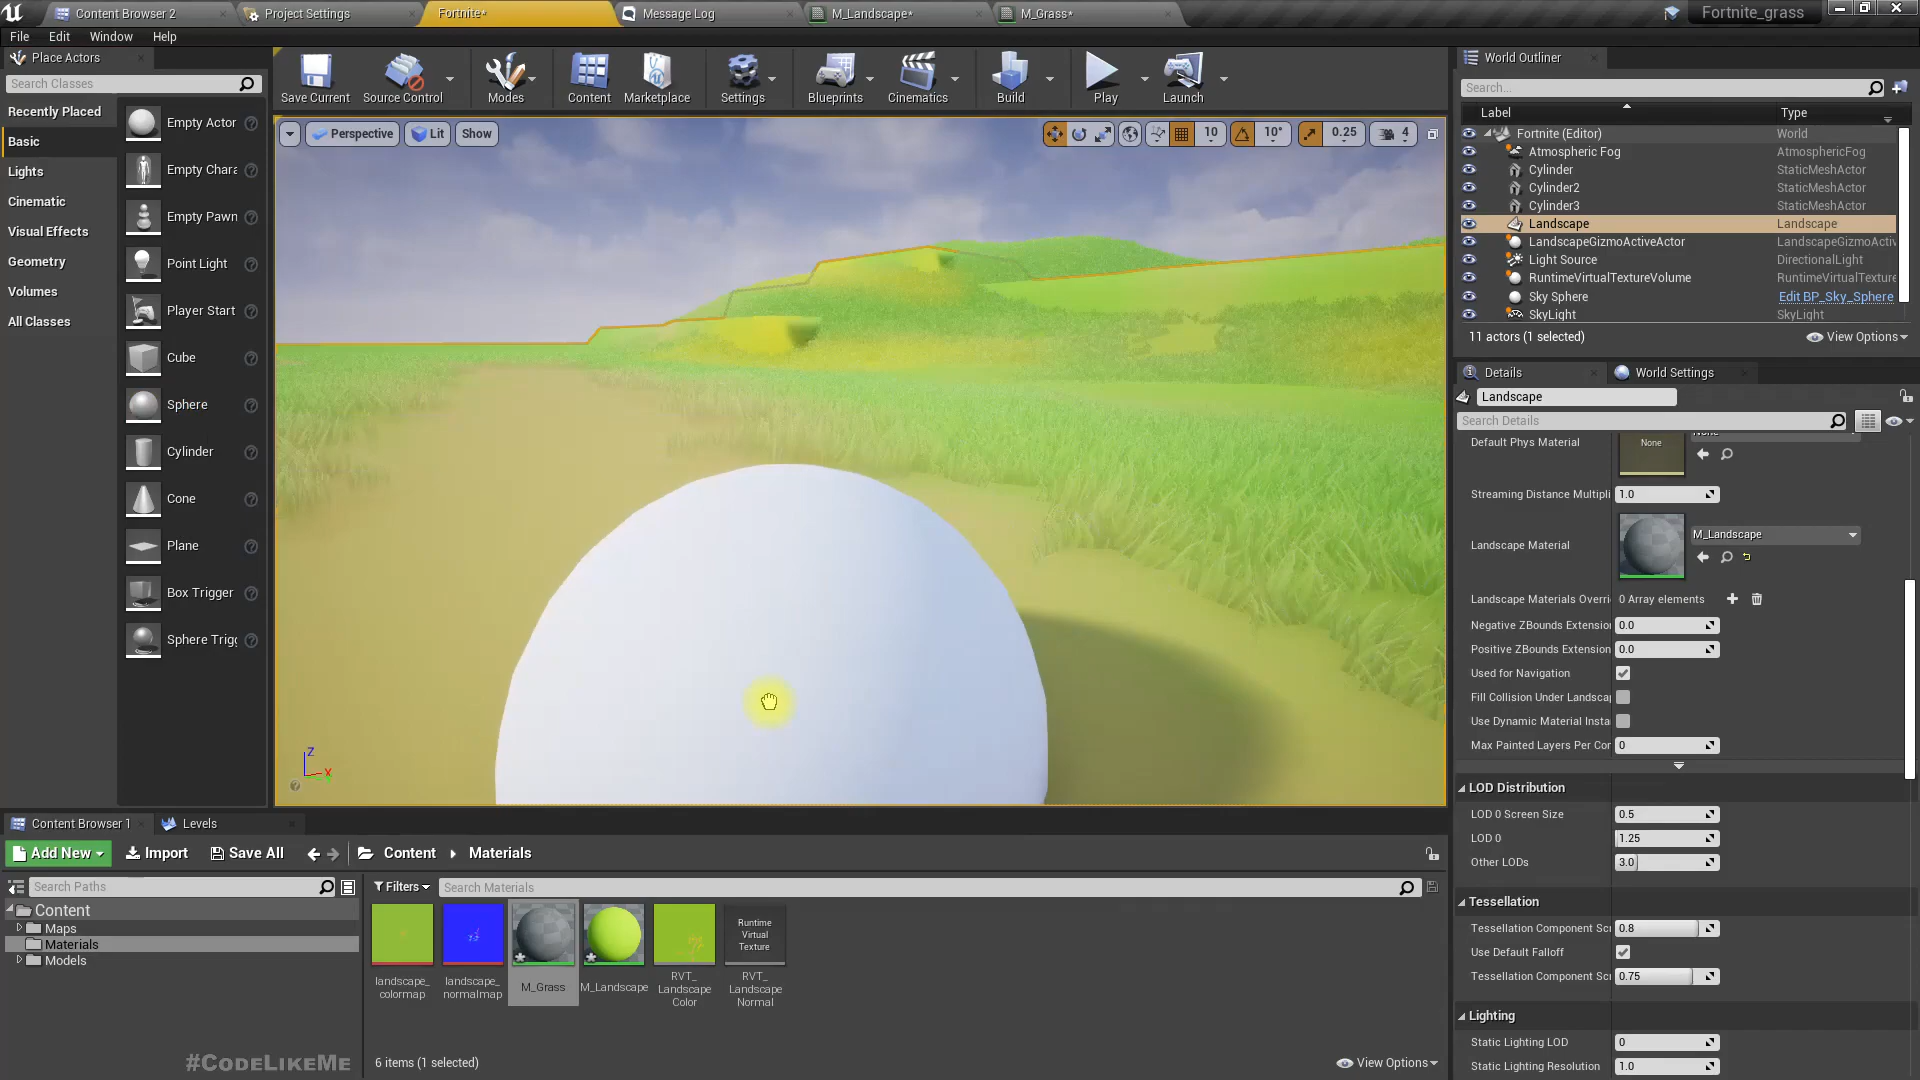 Content Browser 2
Project Settings
Fortnite*
Message Log
M_Landscape*
M_Grass*
Fortnite_grass
File Edit Window Help
Place Actors
Search Classes
Recently Placed
Basic
Lights
Cinematic
Visual Effects
Geometry
Volumes
All Classes
Empty Actor
Empty Chara
Empty Pawn
Point Light
Player Start
Cube
Sphere
Cylinder
Cone
Plane
Box Trigger
Sphere Trigg
Save Current
Source Control
Modes
Content
Marketplace
Settings
Blueprints
Cinematics
Build
Play
Launch
Perspective
Lit
Show
10
10°
0.25
4
Z
X
World Outliner
Search...
Label
Type
Fortnite (Editor) World
Atmospheric Fog AtmosphericFog
Cylinder StaticMeshActor
Cylinder2 StaticMeshActor
Cylinder3 StaticMeshActor
Landscape Landscape
LandscapeGizmoActiveActor LandscapeGizmoActiv
Light Source DirectionalLight
RuntimeVirtualTextureVolume RuntimeVirtualTexture
Sky Sphere Edit BP_Sky_Sphere
SkyLight SkyLight
11 actors (1 selected)
View Options
Details
World Settings
Landscape
Search Details
Default Phys Material
None
Streaming Distance Multipli 1.0
Landscape Material
M_Landscape
Landscape Materials Overri 0 Array elements
Negative ZBounds Extension 0.0
Positive ZBounds Extension 0.0
Used for Navigation
Fill Collision Under Landscap
Use Dynamic Material Insta
Max Painted Layers Per Cor 0
LOD Distribution
LOD 0 Screen Size 0.5
LOD 0 1.25
Other LODs 3.0
Tessellation
Tessellation Component Scr 0.8
Use Default Falloff
Tessellation Component Scr 0.75
Lighting
Static Lighting LOD 0
Static Lighting Resolution 1.0
Content Browser 1
Levels
Add New
Import
Save All
Content
Materials
Search Paths
Filters
Search Materials
Content
Maps
Materials
Models
landscape_
colormap
landscape_
normalmap
M_Grass
M_Landscape
RVT_
Landscape
Color
Runtime
Virtual
Texture
RVT_
Landscape
Normal
#CodeLikeMe
6 items (1 selected)
View Options